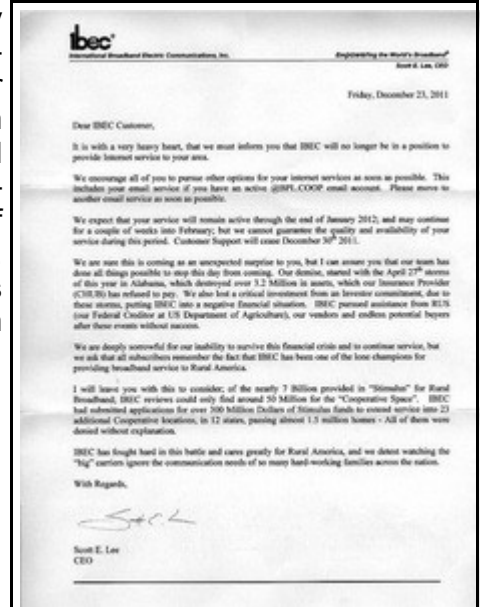 ibec
International Broadband Electric Communications, Inc.
Empowering the World's Broadband
Scott E. Lee, CEO
Friday, December 23, 2011
Dear IBEC Customer,
It is with a very heavy heart, that we must inform you that IBEC will no longer be in a position to
provide Internet service to your area.
We encourage all of you to pursue other options for your internet services as soon as possible. This
includes your email service if you have an active @BPL.COOP email account. Please move to
another email service as soon as possible.
We expect that your service will remain active through the end of January 2012; and may continue
for a couple of weeks into February; but we cannot guarantee the quality and availability of your
service during this period. Customer Support will cease December 30th 2011.
We are sure this is coming as an unexpected surprise to you, but I can assure you that our team has
done all things possible to stop this day from coming. Our demise, started with the April 27th storms
of this year in Alabama, which destroyed over 3.2 Million in assets, which our Insurance Provider
(CHUB) has refused to pay. We also lost a critical investment from an Investor commitment, due to
these storms, putting IBEC into a negative financial situation. IBEC pursued assistance from RUS
(our Federal Creditor at US Department of Agriculture), our vendors and endless potential buyers
after these events without success.
We are deeply sorrowful for our inability to survive this financial crisis and to continue service, but
we ask that all subscribers remember the fact that IBEC has been one of the lone champions for
providing broadband service to Rural America.
I will leave you with this to consider; of the nearly 7 Billion provided in "Stimulus" for Rural
Broadband, IBEC reviews could only find around 50 Million for the "Cooperative Space". IBEC
had submitted applications for over 300 Million Dollars of Stimulus funds to extend service into 23
additional Cooperative locations, in 12 states, passing almost 1.5 million homes - All of them were
denied without explanation.
IBEC has fought hard in this battle and cares greatly for Rural America, and we detest watching the
"big" carriers ignore the communication needs of so many hard-working families across the nation.
With Regards,
Scott E. Lee
CEO